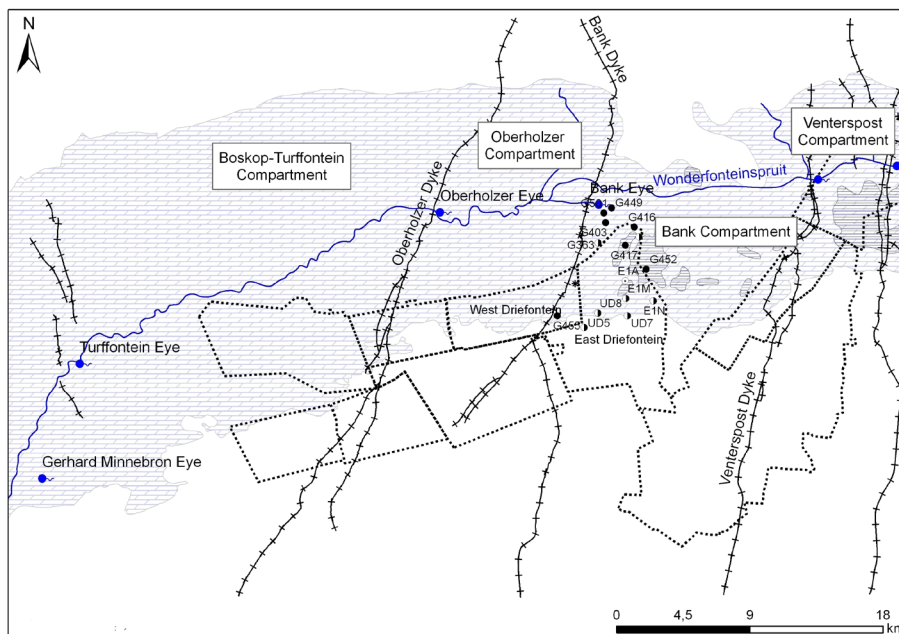 N
Bank Dyke
Venterspost
Compartment
Oberholzer
Compartment
Boskop-Turffontein
Compartment
Wonderfonteinspruit
Bank Eye
Oberholzer Eye
G449
G416
Bank Compartment
G403
G363
G417
G452
E1A
E1M
UD8
E1N
West Driefontein
UD5
UD7
East Driefontein
Oberholzer Dyke
Turffontein Eye
Venterspost Dyke
Gerhard Minnebron Eye
0
4,5
9
18
km